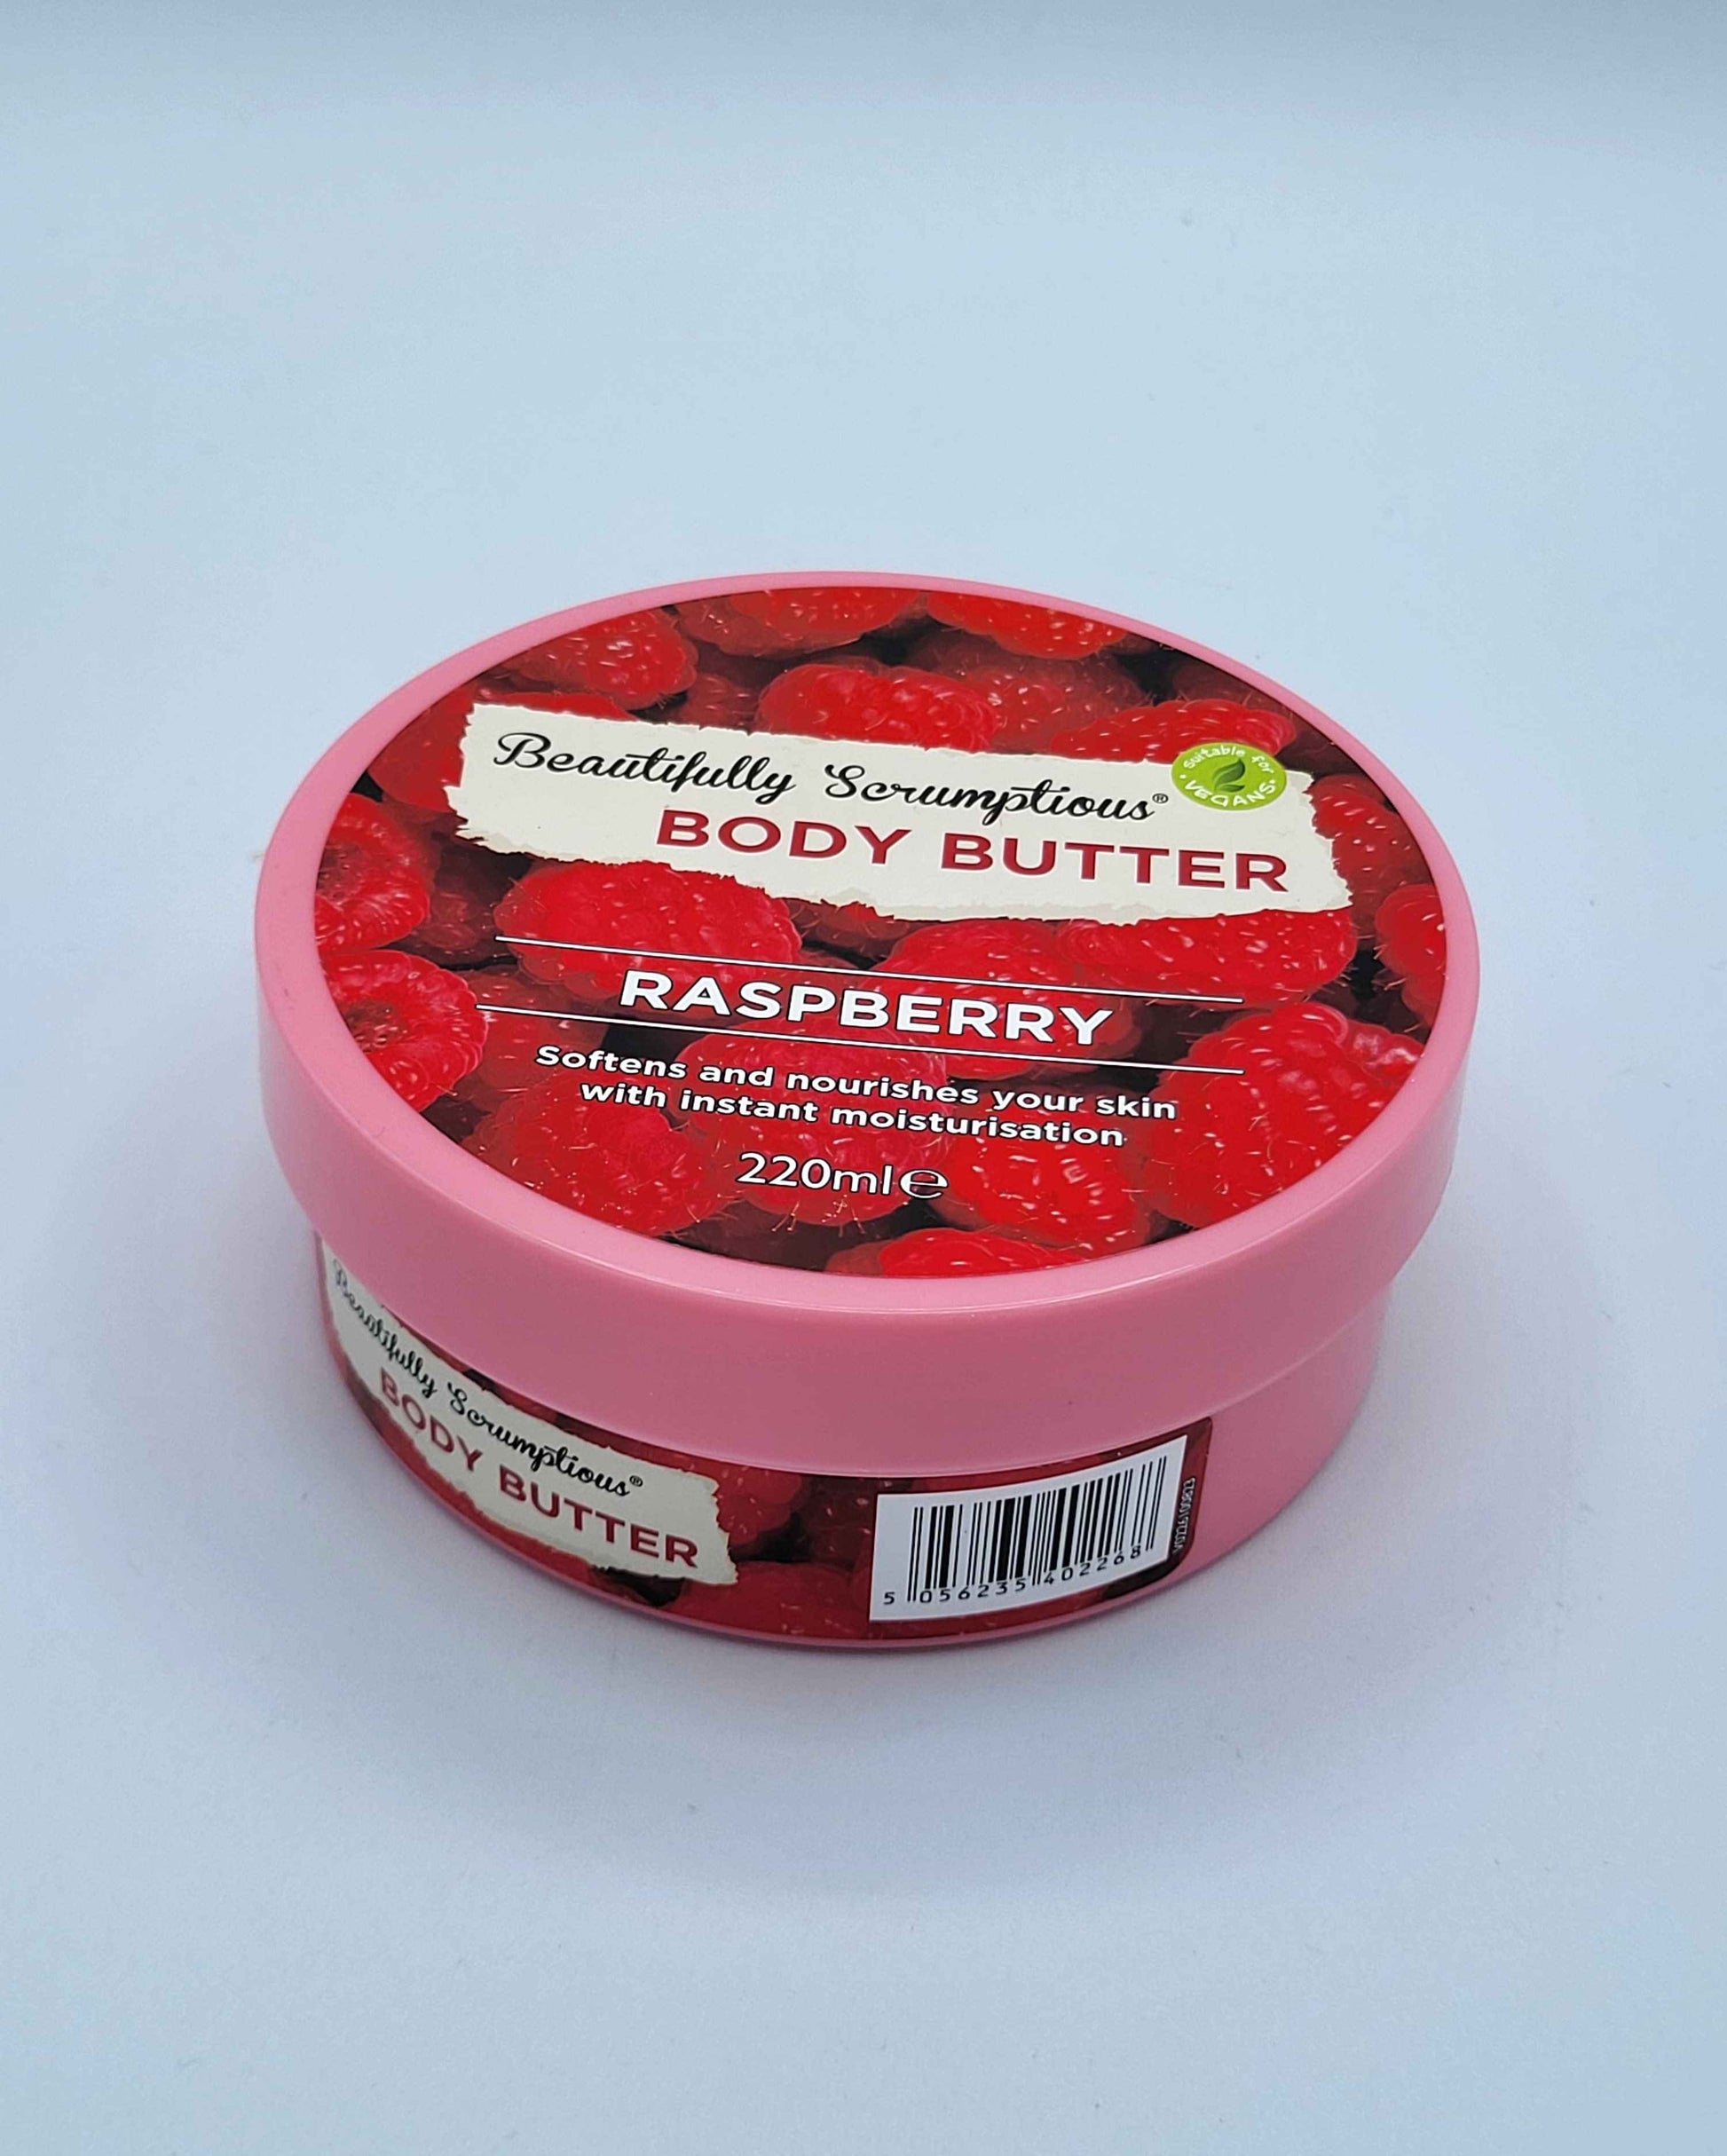 Beautifully Scrumptious®
Suitable for
VEGANS
BODY BUTTER
RASPBERRY
Softens and nourishes your skin
with instant moisturisation
220ml℮
Beautifully Scrumptious®
BODY BUTTER
5 056235 402268